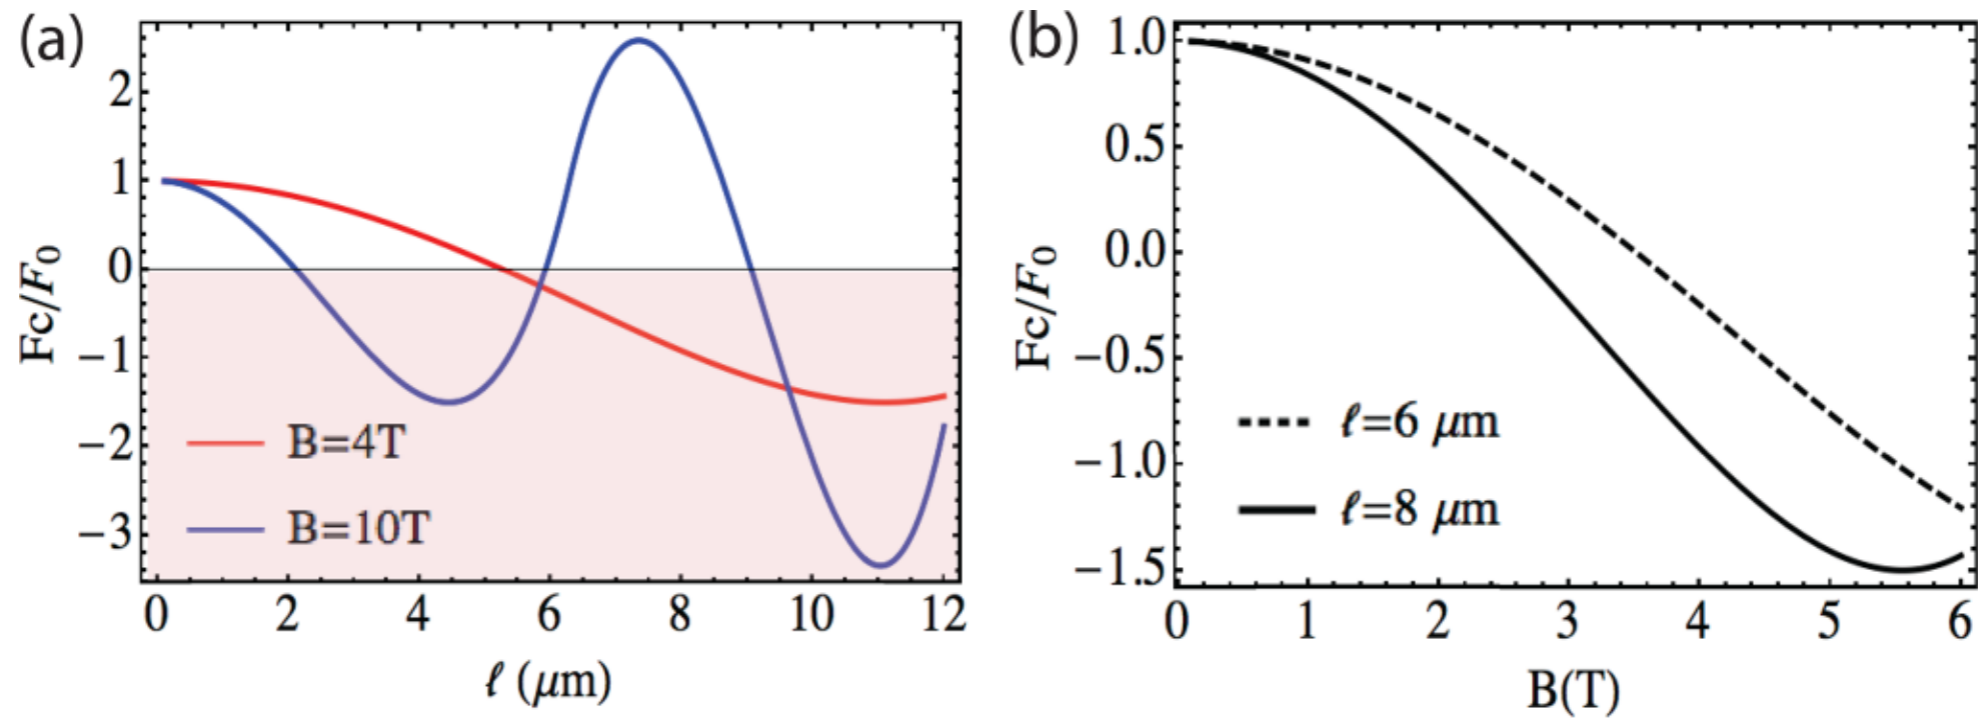 (a)
2
1
0
−1
−2
−3
Fc/F0
B=4T
B=10T
0 2 4 6 8 10 12
ℓ (μm)
(b)
1.0
0.5
0.0
−0.5
−1.0
−1.5
Fc/F0
ℓ=6 μm
ℓ=8 μm
0 1 2 3 4 5 6
B(T)